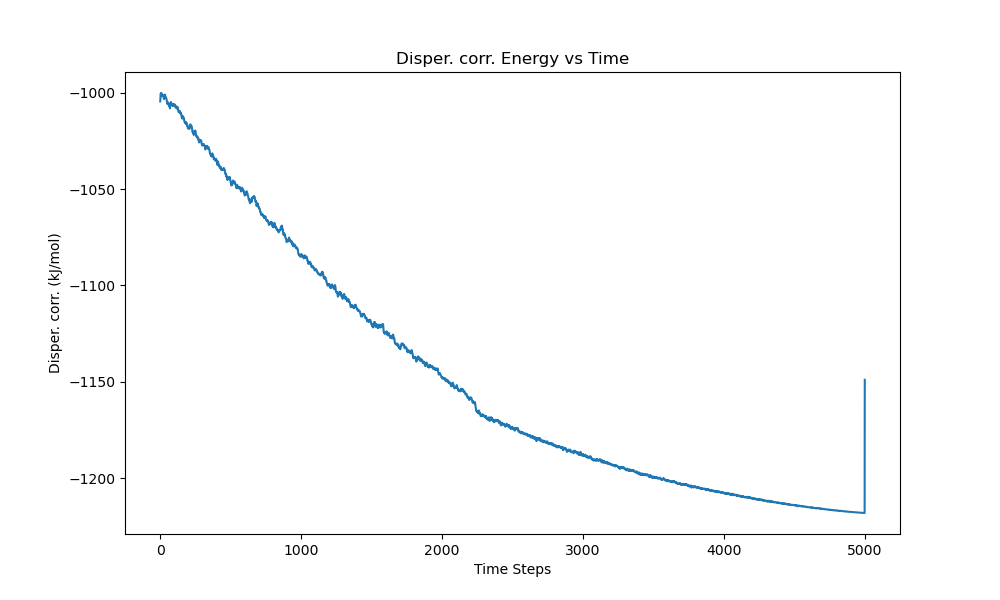 Disper. corr. Energy vs Time
Disper. corr. (kJ/mol)
−1000
−1050
−1100
−1150
−1200
0 1000 2000 3000 4000 5000
Time Steps